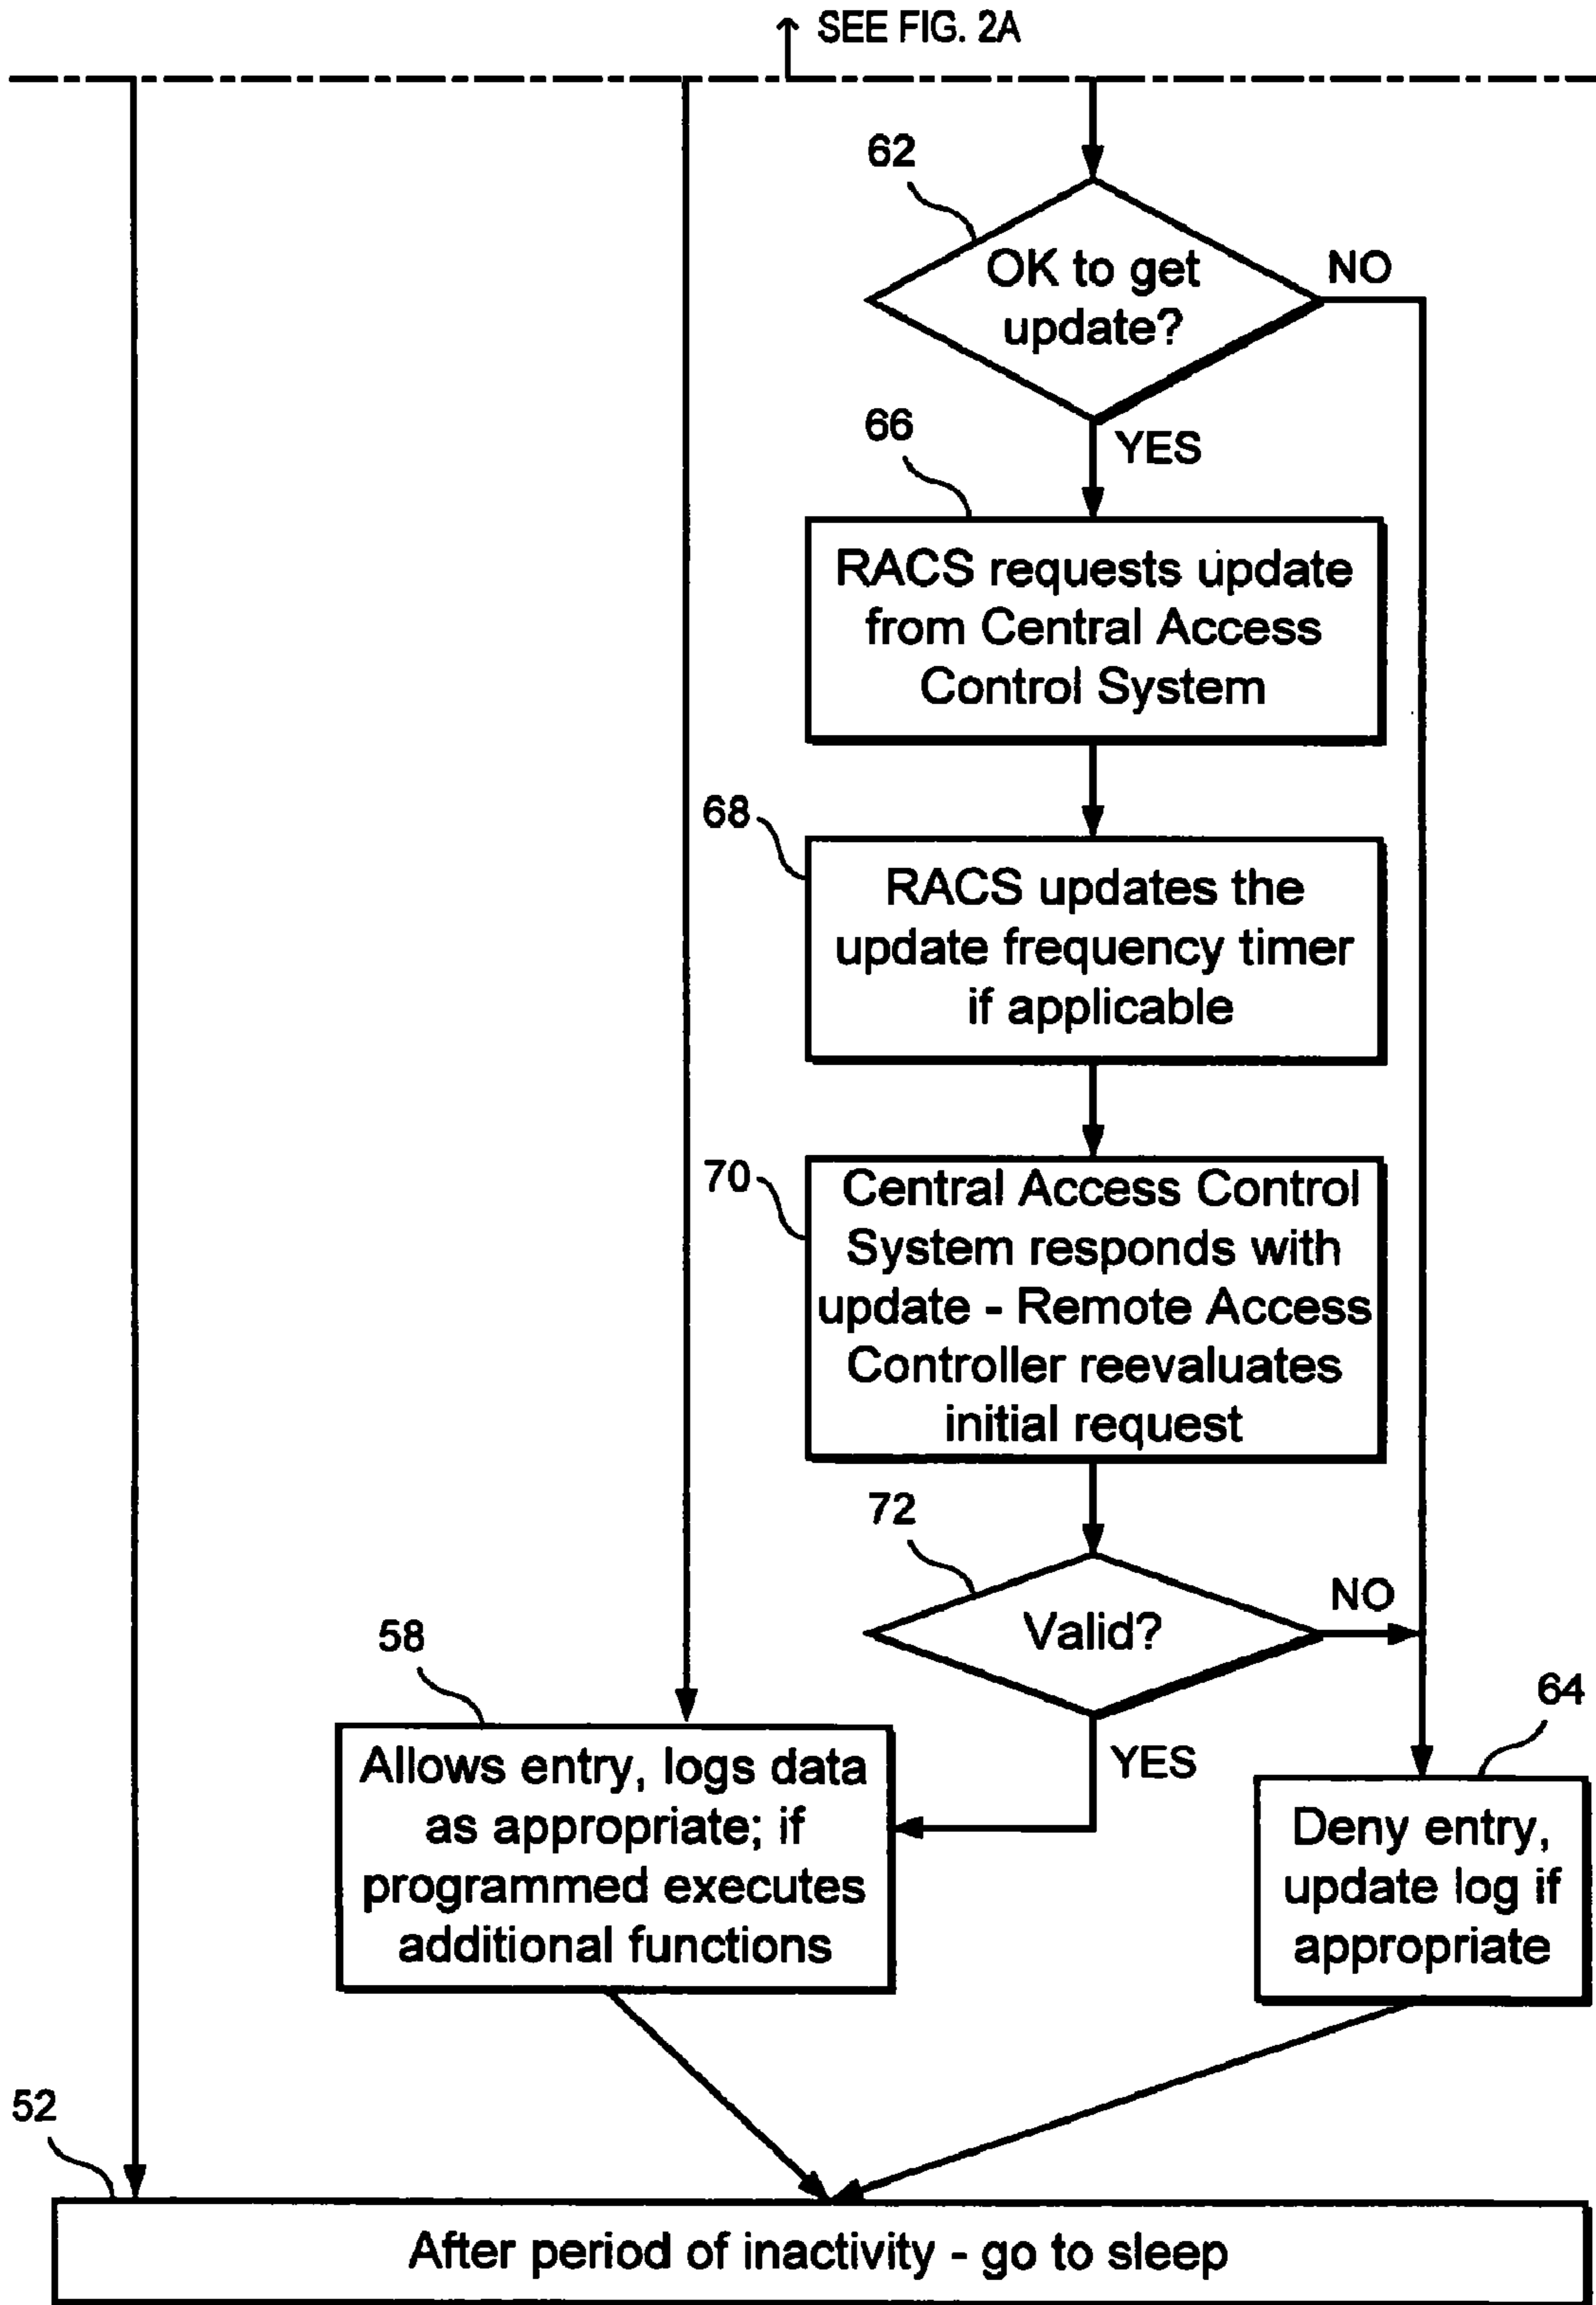 SEE FIG. 2A
62
OK to get
update?
NO
66
YES
RACS requests update
from Central Access
Control System
68
RACS updates the
update frequency timer
if applicable
70
Central Access Control
System responds with
update - Remote Access
Controller reevaluates
initial request
72
Valid?
NO
58
YES
64
Allows entry, logs data
as appropriate; if
programmed executes
additional functions
Deny entry,
update log if
appropriate
52
After period of inactivity - go to sleep